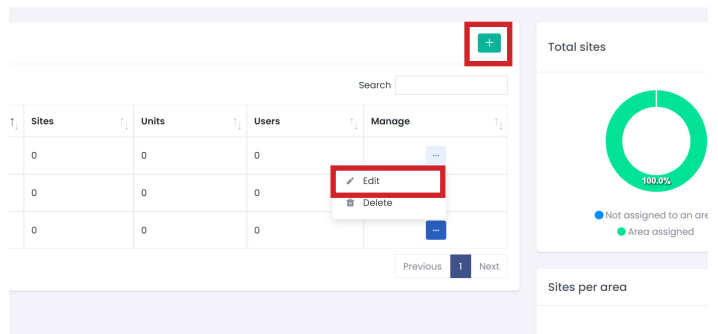 +
Total sites
Search
Sites Units Users Manage
0 0 0 ...
Edit
0 0 0
Delete
0 0 0 ...
Previous 1 Next
100.0%
Not assigned to an are
Area assigned
Sites per area